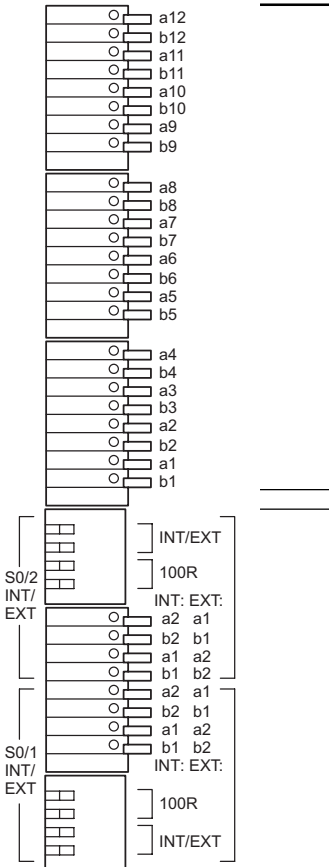 a12
b12
a11
b11
a10
b10
a9
b9
a8
b8
a7
b7
a6
b6
a5
b5
a4
b4
a3
b3
a2
b2
a1
b1
INT/EXT
S0/2
INT/
EXT
100R
INT: EXT:
a2 a1
b2 b1
a1 a2
b1 b2
a2 a1
b2 b1
a1 a2
b1 b2
INT: EXT:
S0/1
INT/
EXT
100R
INT/EXT